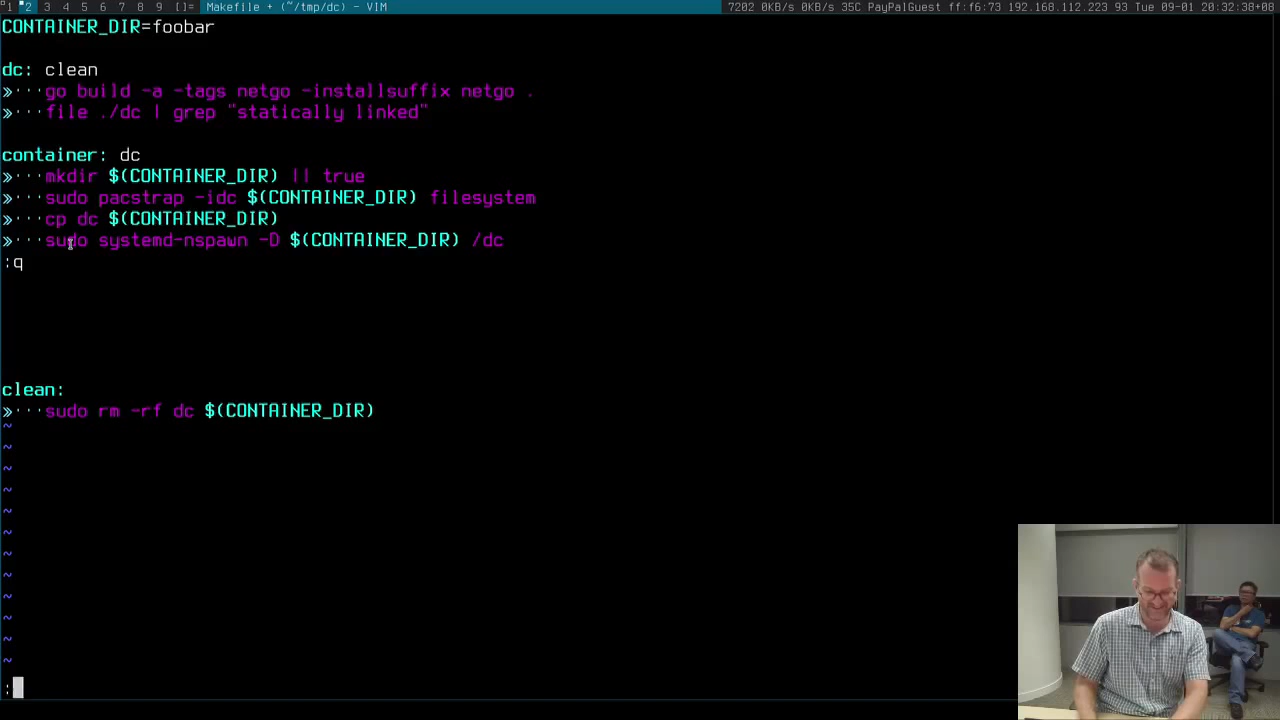 1 2 3 4 5 6 7 8 9 []= Makefile + (~/tmp/dc) - VIM 7202 0KB/s 0KB/s 35C PayPalGuest ff:f6:73 192.168.112.223 93 Tue 09-01 20:32:38+08
CONTAINER_DIR=foobar
dc: clean
»···go build -a -tags netgo -installsuffix netgo .
»···file ./dc | grep "statically linked"
container: dc
»···mkdir $(CONTAINER_DIR) || true
»···sudo pacstrap -idc $(CONTAINER_DIR) filesystem
»···cp dc $(CONTAINER_DIR)
»···sudo systemd-nspawn -D $(CONTAINER_DIR) /dc
:q
clean:
»···sudo rm -rf dc $(CONTAINER_DIR)
~
~
~
~
~
~
~
~
~
~
~
~
: